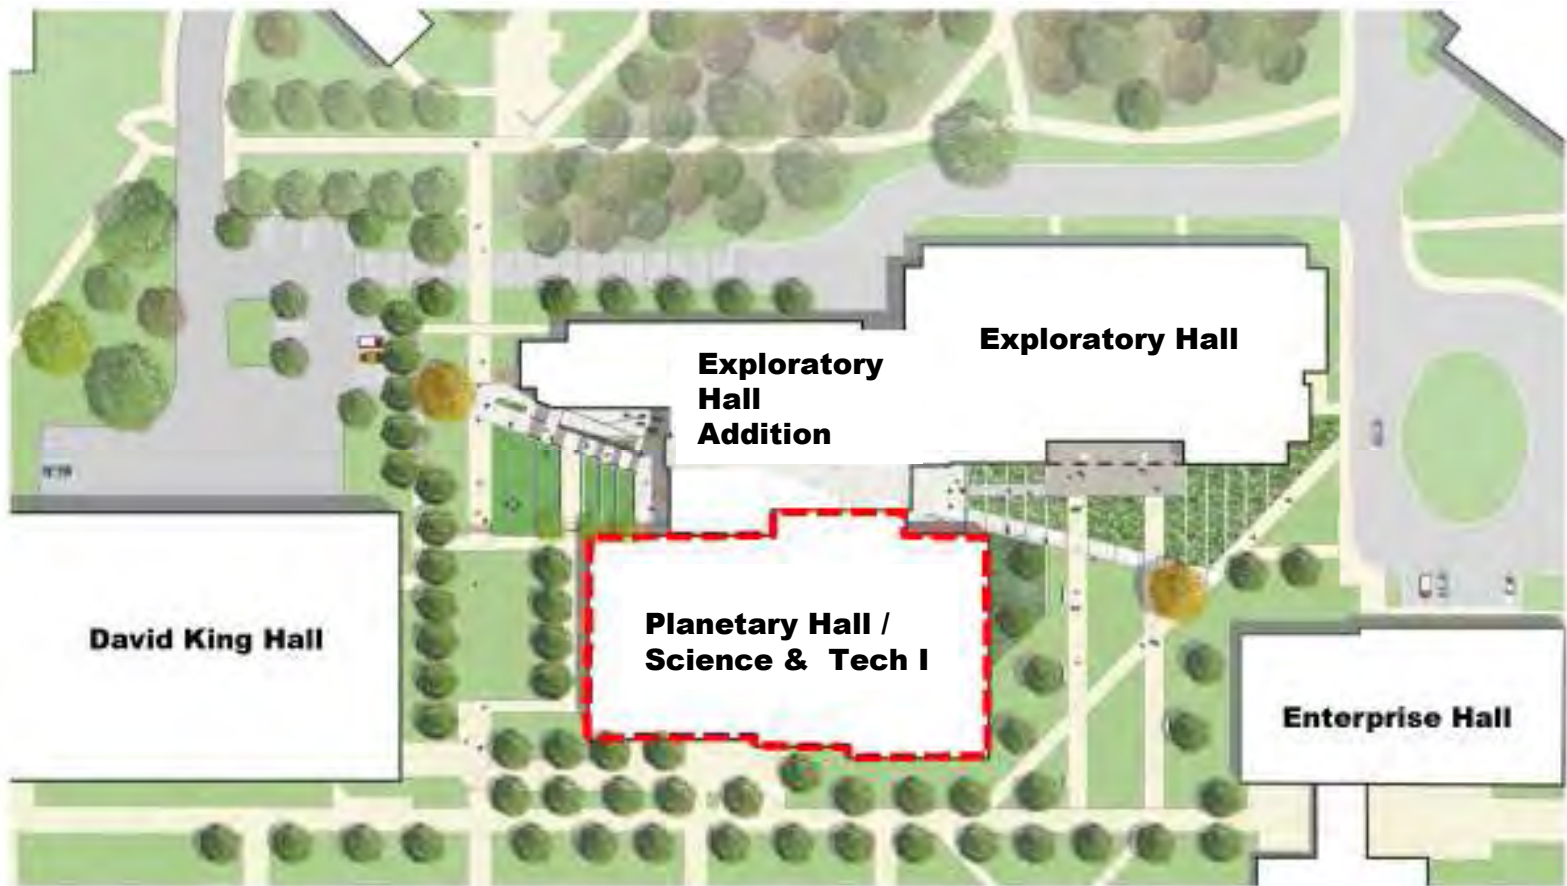 Exploratory Hall
Exploratory
Hall
Addition
David King Hall
Planetary Hall /
Science & Tech I
Enterprise Hall